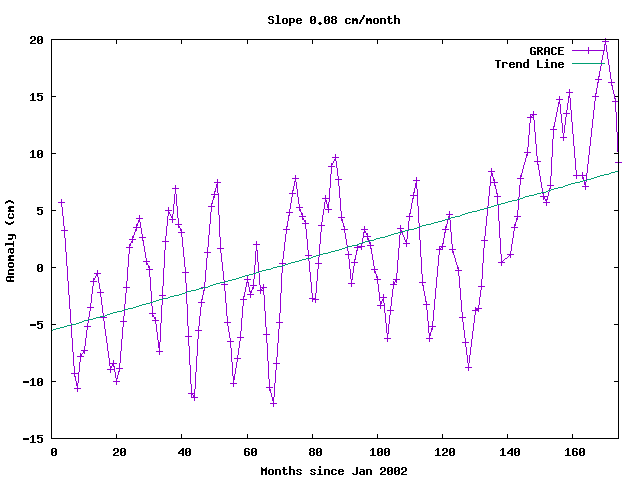 Slope 0.08 cm/month
20
GRACE
Trend Line
15
10
5
0
-5
-10
-15
Anomaly (cm)
0 20 40 60 80 100 120 140 160
Months since Jan 2002